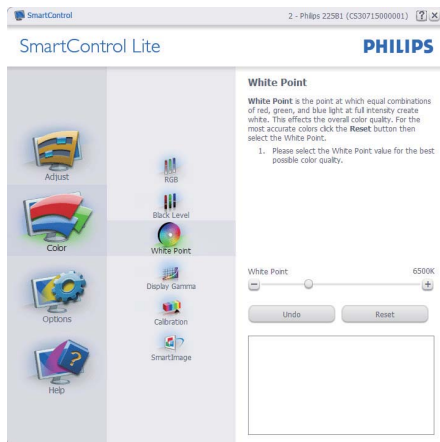 SmartControl
2 - Philips 225B1 (CS30715000001)
? X
SmartControl Lite
PHILIPS
Adjust
Color
Options
Help
RGB
Black Level
White Point
Display Gamma
Calibration
SmartImage
White Point
White Point is the point at which equal combinations
of red, green, and blue light at full intensity create
white. This effects the overall color quality. For the
most accurate colors click the Reset button then
select the White Point.
1. Please select the White Point value for the best
possible color quality.
White Point
6500K
Undo
Reset